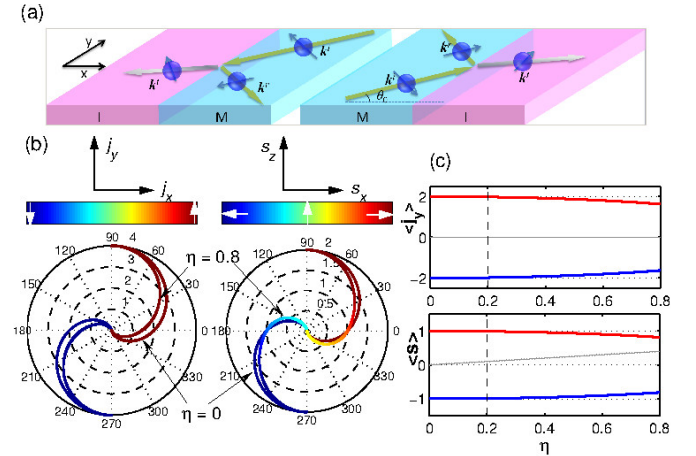 (a)
y
x
k^t
k^i
k^r
I
M
k^r
k^i
θ_c
k^t
M
I
(b)
j_y
j_x
s_z
s_x
(c)
90
4
120
60
3
150
2
30
1
180
0
210
330
240
300
270
η = 0.8
η = 0
90
2
120
60
1.5
150
1
30
0.5
180
0
210
330
240
300
270
<j_y>
2
0
−2
0
0.2
0.4
0.6
0.8
<s>
1
0
−1
0
0.2
0.4
0.6
0.8
η